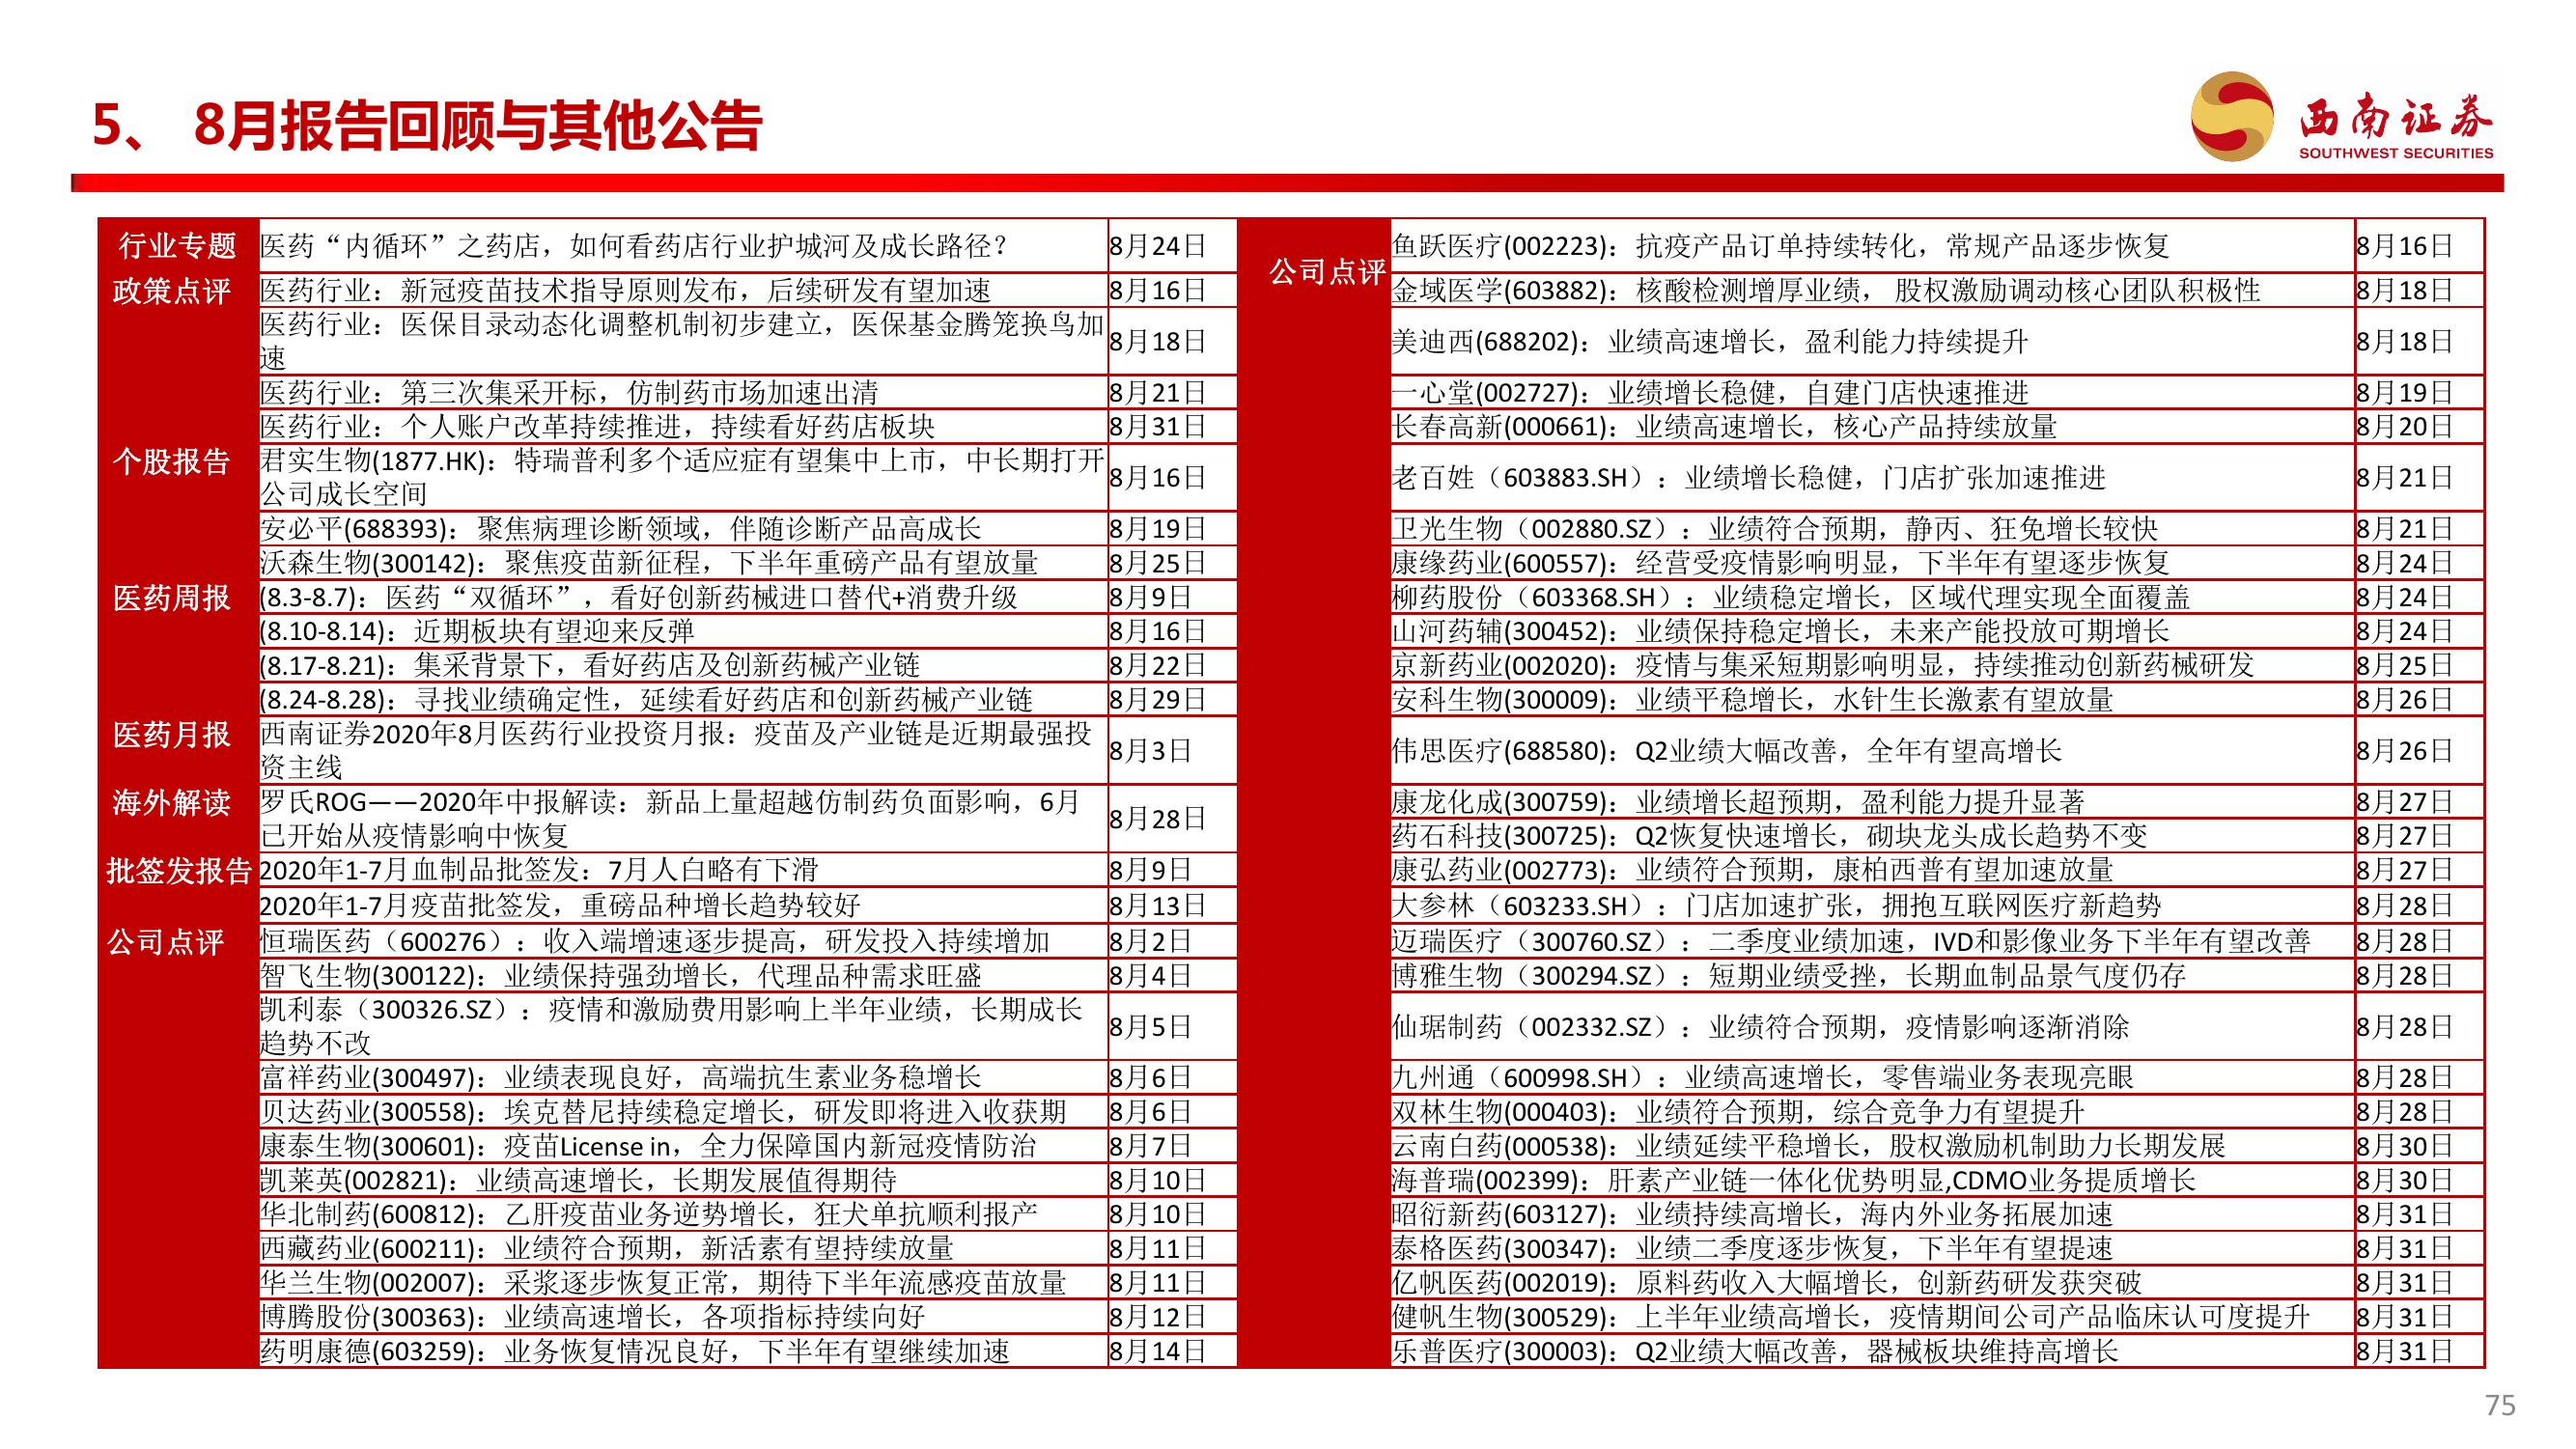 5、 8月报告回顾与其他公告
西南证券
SOUTHWEST SECURITIES
行业专题 医药“内循环”之药店，如何看药店行业护城河及成长路径？ 8月24日
政策点评 医药行业：新冠疫苗技术指导原则发布，后续研发有望加速 8月16日
医药行业：医保目录动态化调整机制初步建立，医保基金腾笼换鸟加
速 8月18日
医药行业：第三次集采开标，仿制药市场加速出清 8月21日
医药行业：个人账户改革持续推进，持续看好药店板块 8月31日
个股报告 君实生物(1877.HK)：特瑞普利多个适应症有望集中上市，中长期打开
公司成长空间 8月16日
安必平(688393)：聚焦病理诊断领域，伴随诊断产品高成长 8月19日
沃森生物(300142)：聚焦疫苗新征程，下半年重磅产品有望放量 8月25日
医药周报 (8.3-8.7)：医药“双循环”，看好创新药械进口替代+消费升级 8月9日
(8.10-8.14)：近期板块有望迎来反弹 8月16日
(8.17-8.21)：集采背景下，看好药店及创新药械产业链 8月22日
(8.24-8.28)：寻找业绩确定性，延续看好药店和创新药械产业链 8月29日
医药月报 西南证券2020年8月医药行业投资月报：疫苗及产业链是近期最强投
资主线 8月3日
海外解读 罗氏ROG——2020年中报解读：新品上量超越仿制药负面影响，6月
已开始从疫情影响中恢复 8月28日
批签发报告 2020年1-7月血制品批签发：7月人白略有下滑 8月9日
2020年1-7月疫苗批签发，重磅品种增长趋势较好 8月13日
公司点评 恒瑞医药（600276）：收入端增速逐步提高，研发投入持续增加 8月2日
智飞生物(300122)：业绩保持强劲增长，代理品种需求旺盛 8月4日
凯利泰（300326.SZ）：疫情和激励费用影响上半年业绩，长期成长
趋势不改 8月5日
富祥药业(300497)：业绩表现良好，高端抗生素业务稳增长 8月6日
贝达药业(300558)：埃克替尼持续稳定增长，研发即将进入收获期 8月6日
康泰生物(300601)：疫苗License in，全力保障国内新冠疫情防治 8月7日
凯莱英(002821)：业绩高速增长，长期发展值得期待 8月10日
华北制药(600812)：乙肝疫苗业务逆势增长，狂犬单抗顺利报产 8月10日
西藏药业(600211)：业绩符合预期，新活素有望持续放量 8月11日
华兰生物(002007)：采浆逐步恢复正常，期待下半年流感疫苗放量 8月11日
博腾股份(300363)：业绩高速增长，各项指标持续向好 8月12日
药明康德(603259)：业务恢复情况良好，下半年有望继续加速 8月14日
公司点评 鱼跃医疗(002223)：抗疫产品订单持续转化，常规产品逐步恢复 8月16日
金域医学(603882)：核酸检测增厚业绩， 股权激励调动核心团队积极性 8月18日
美迪西(688202)：业绩高速增长，盈利能力持续提升 8月18日
一心堂(002727)：业绩增长稳健，自建门店快速推进 8月19日
长春高新(000661)：业绩高速增长，核心产品持续放量 8月20日
老百姓（603883.SH）：业绩增长稳健，门店扩张加速推进 8月21日
卫光生物（002880.SZ）：业绩符合预期，静丙、狂免增长较快 8月21日
康缘药业(600557)：经营受疫情影响明显，下半年有望逐步恢复 8月24日
柳药股份（603368.SH）：业绩稳定增长，区域代理实现全面覆盖 8月24日
山河药辅(300452)：业绩保持稳定增长，未来产能投放可期增长 8月24日
京新药业(002020)：疫情与集采短期影响明显，持续推动创新药械研发 8月25日
安科生物(300009)：业绩平稳增长，水针生长激素有望放量 8月26日
伟思医疗(688580)：Q2业绩大幅改善，全年有望高增长 8月26日
康龙化成(300759)：业绩增长超预期，盈利能力提升显著 8月27日
药石科技(300725)：Q2恢复快速增长，砌块龙头成长趋势不变 8月27日
康弘药业(002773)：业绩符合预期，康柏西普有望加速放量 8月27日
大参林（603233.SH）：门店加速扩张，拥抱互联网医疗新趋势 8月28日
迈瑞医疗（300760.SZ）：二季度业绩加速，IVD和影像业务下半年有望改善 8月28日
博雅生物（300294.SZ）：短期业绩受挫，长期血制品景气度仍存 8月28日
仙琚制药（002332.SZ）：业绩符合预期，疫情影响逐渐消除 8月28日
九州通（600998.SH）：业绩高速增长，零售端业务表现亮眼 8月28日
双林生物(000403)：业绩符合预期，综合竞争力有望提升 8月28日
云南白药(000538)：业绩延续平稳增长，股权激励机制助力长期发展 8月30日
海普瑞(002399)：肝素产业链一体化优势明显,CDMO业务提质增长 8月30日
昭衍新药(603127)：业绩持续高增长，海内外业务拓展加速 8月31日
泰格医药(300347)：业绩二季度逐步恢复，下半年有望提速 8月31日
亿帆医药(002019)：原料药收入大幅增长，创新药研发获突破 8月31日
健帆生物(300529)：上半年业绩高增长，疫情期间公司产品临床认可度提升 8月31日
乐普医疗(300003)：Q2业绩大幅改善，器械板块维持高增长 8月31日
75